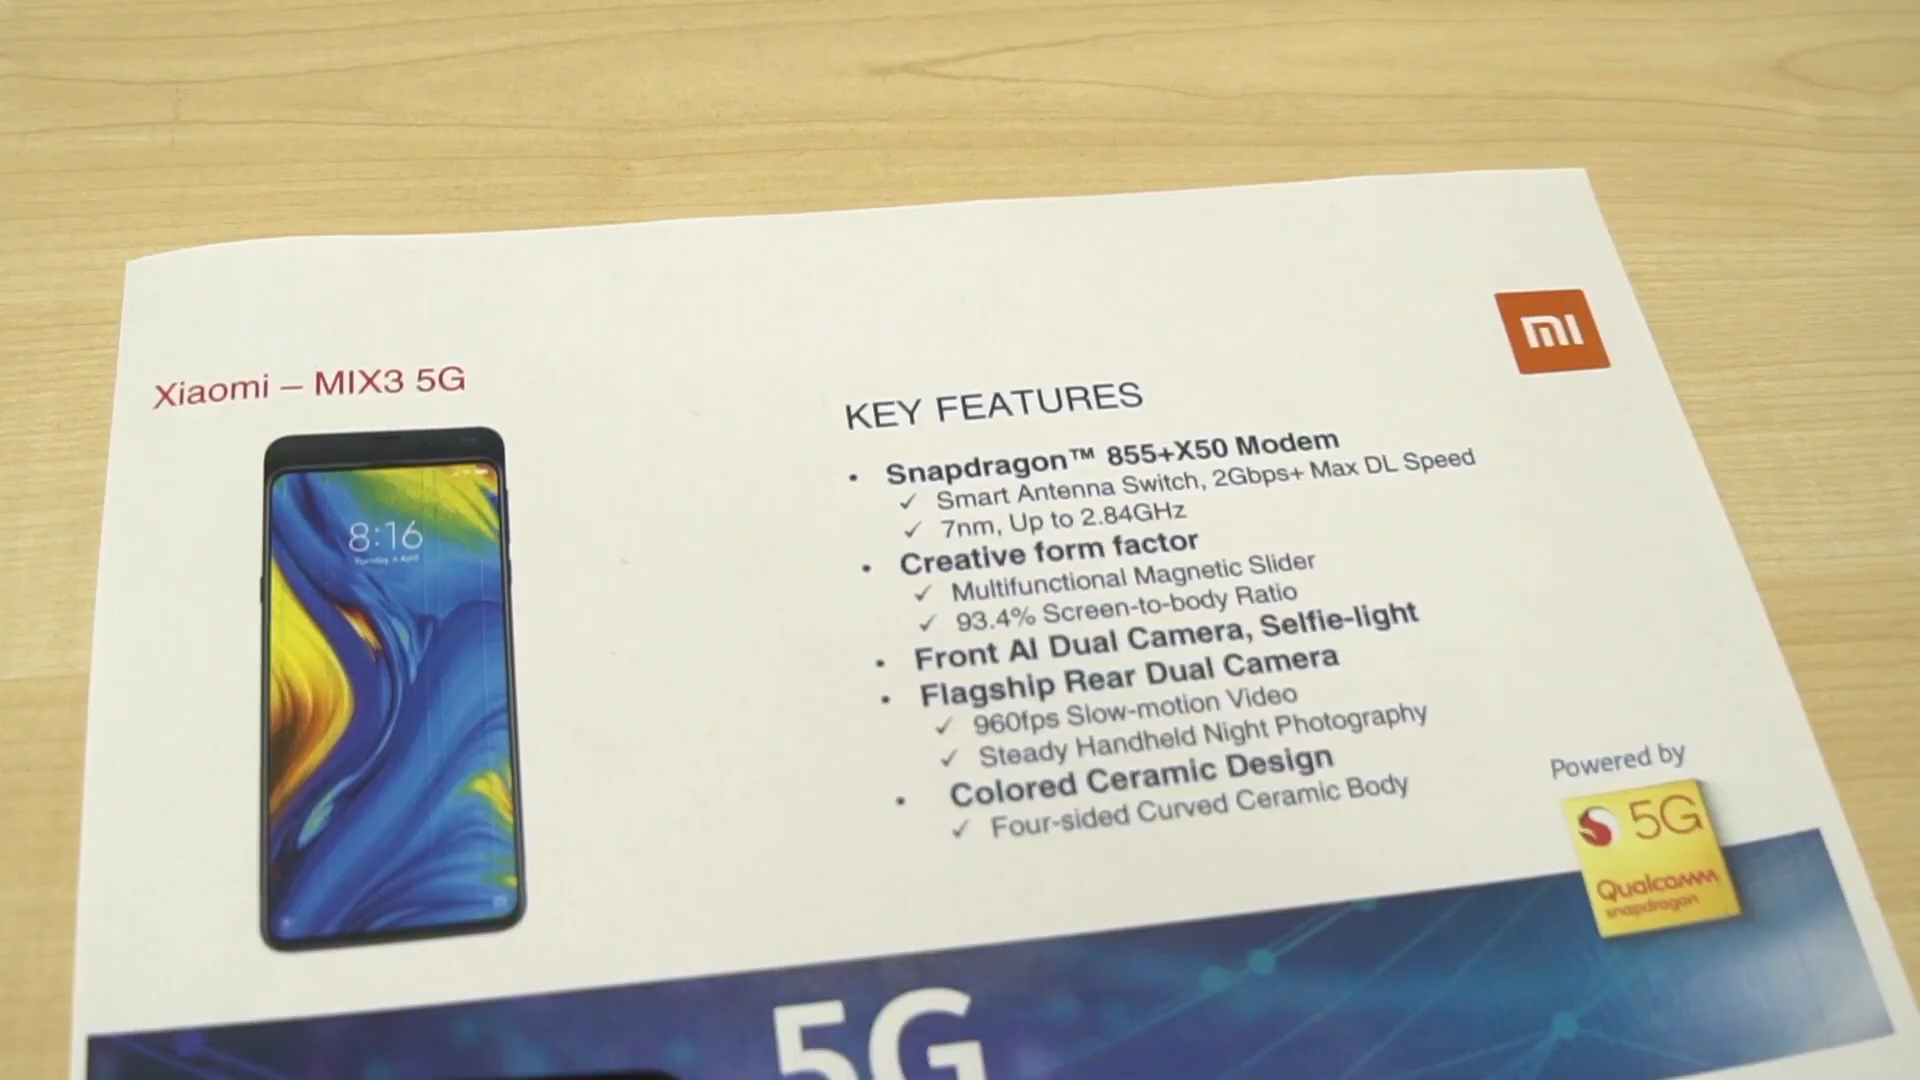 Xiaomi – MIX3 5G
8:16
mi
KEY FEATURES
• Snapdragon™ 855+X50 Modem
✓ Smart Antenna Switch, 2Gbps+ Max DL Speed
✓ 7nm, Up to 2.84GHz
• Creative form factor
✓ Multifunctional Magnetic Slider
✓ 93.4% Screen-to-body Ratio
• Front AI Dual Camera, Selfie-light
• Flagship Rear Dual Camera
✓ 960fps Slow-motion Video
✓ Steady Handheld Night Photography
• Colored Ceramic Design
✓ Four-sided Curved Ceramic Body
Powered by
5G
Qualcomm
snapdragon
5G